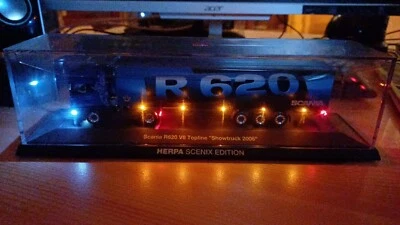 acer
R 620
SCANIA
Scania R620 V8 Topline "Showtruck 2005"
HERPA SCENIX EDITION